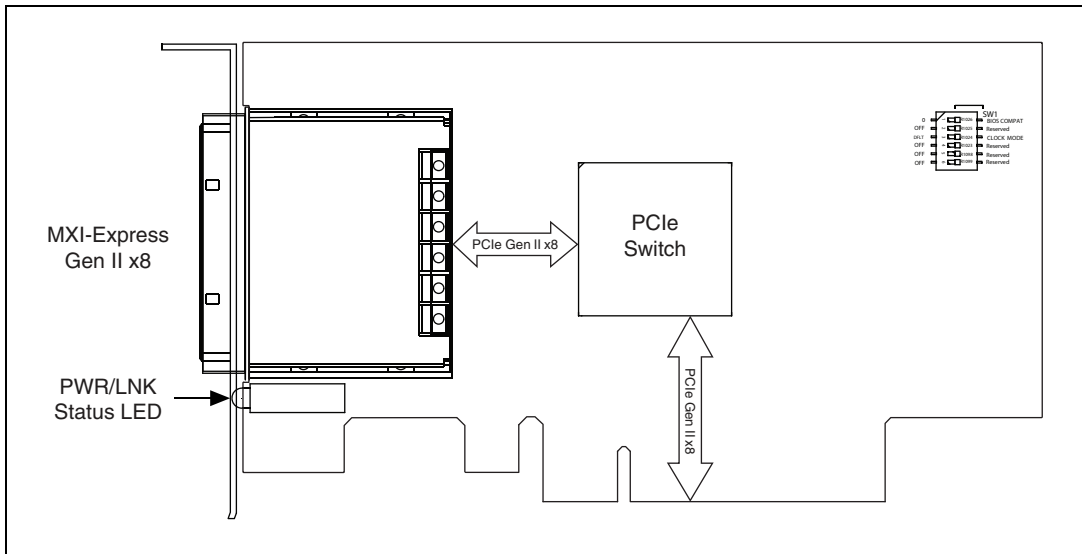 SW1
0 BIOS COMPAT
OFF Reserved
DFLT CLOCK MODE
OFF Reserved
OFF Reserved
OFF Reserved
MXI-Express
Gen II x8
PCIe Gen II x8
PCIe
Switch
PWR/LNK
Status LED
PCIe Gen II x8